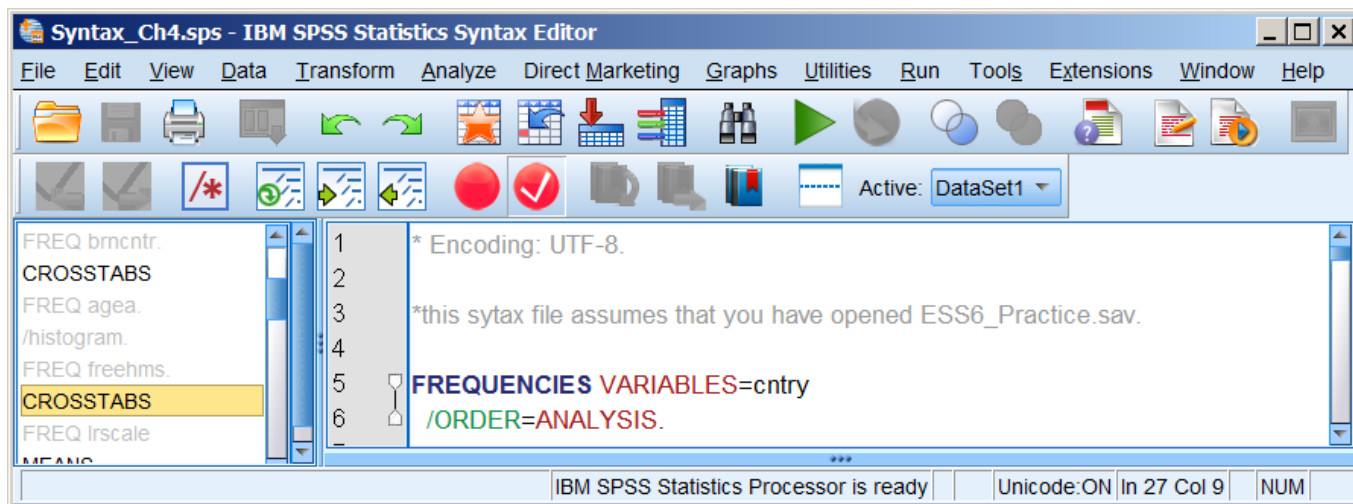 Syntax_Ch4.sps - IBM SPSS Statistics Syntax Editor
File Edit View Data Transform Analyze Direct Marketing Graphs Utilities Run Tools Extensions Window Help
/*
Active: DataSet1
FREQ brncntr.
CROSSTABS
FREQ agea.
/histogram.
FREQ freehms.
CROSSTABS
FREQ lrscale
MEANS
1 * Encoding: UTF-8.
2
3 *this sytax file assumes that you have opened ESS6_Practice.sav.
4
5 FREQUENCIES VARIABLES=cntry
6 /ORDER=ANALYSIS.
IBM SPSS Statistics Processor is ready Unicode:ON In 27 Col 9 NUM